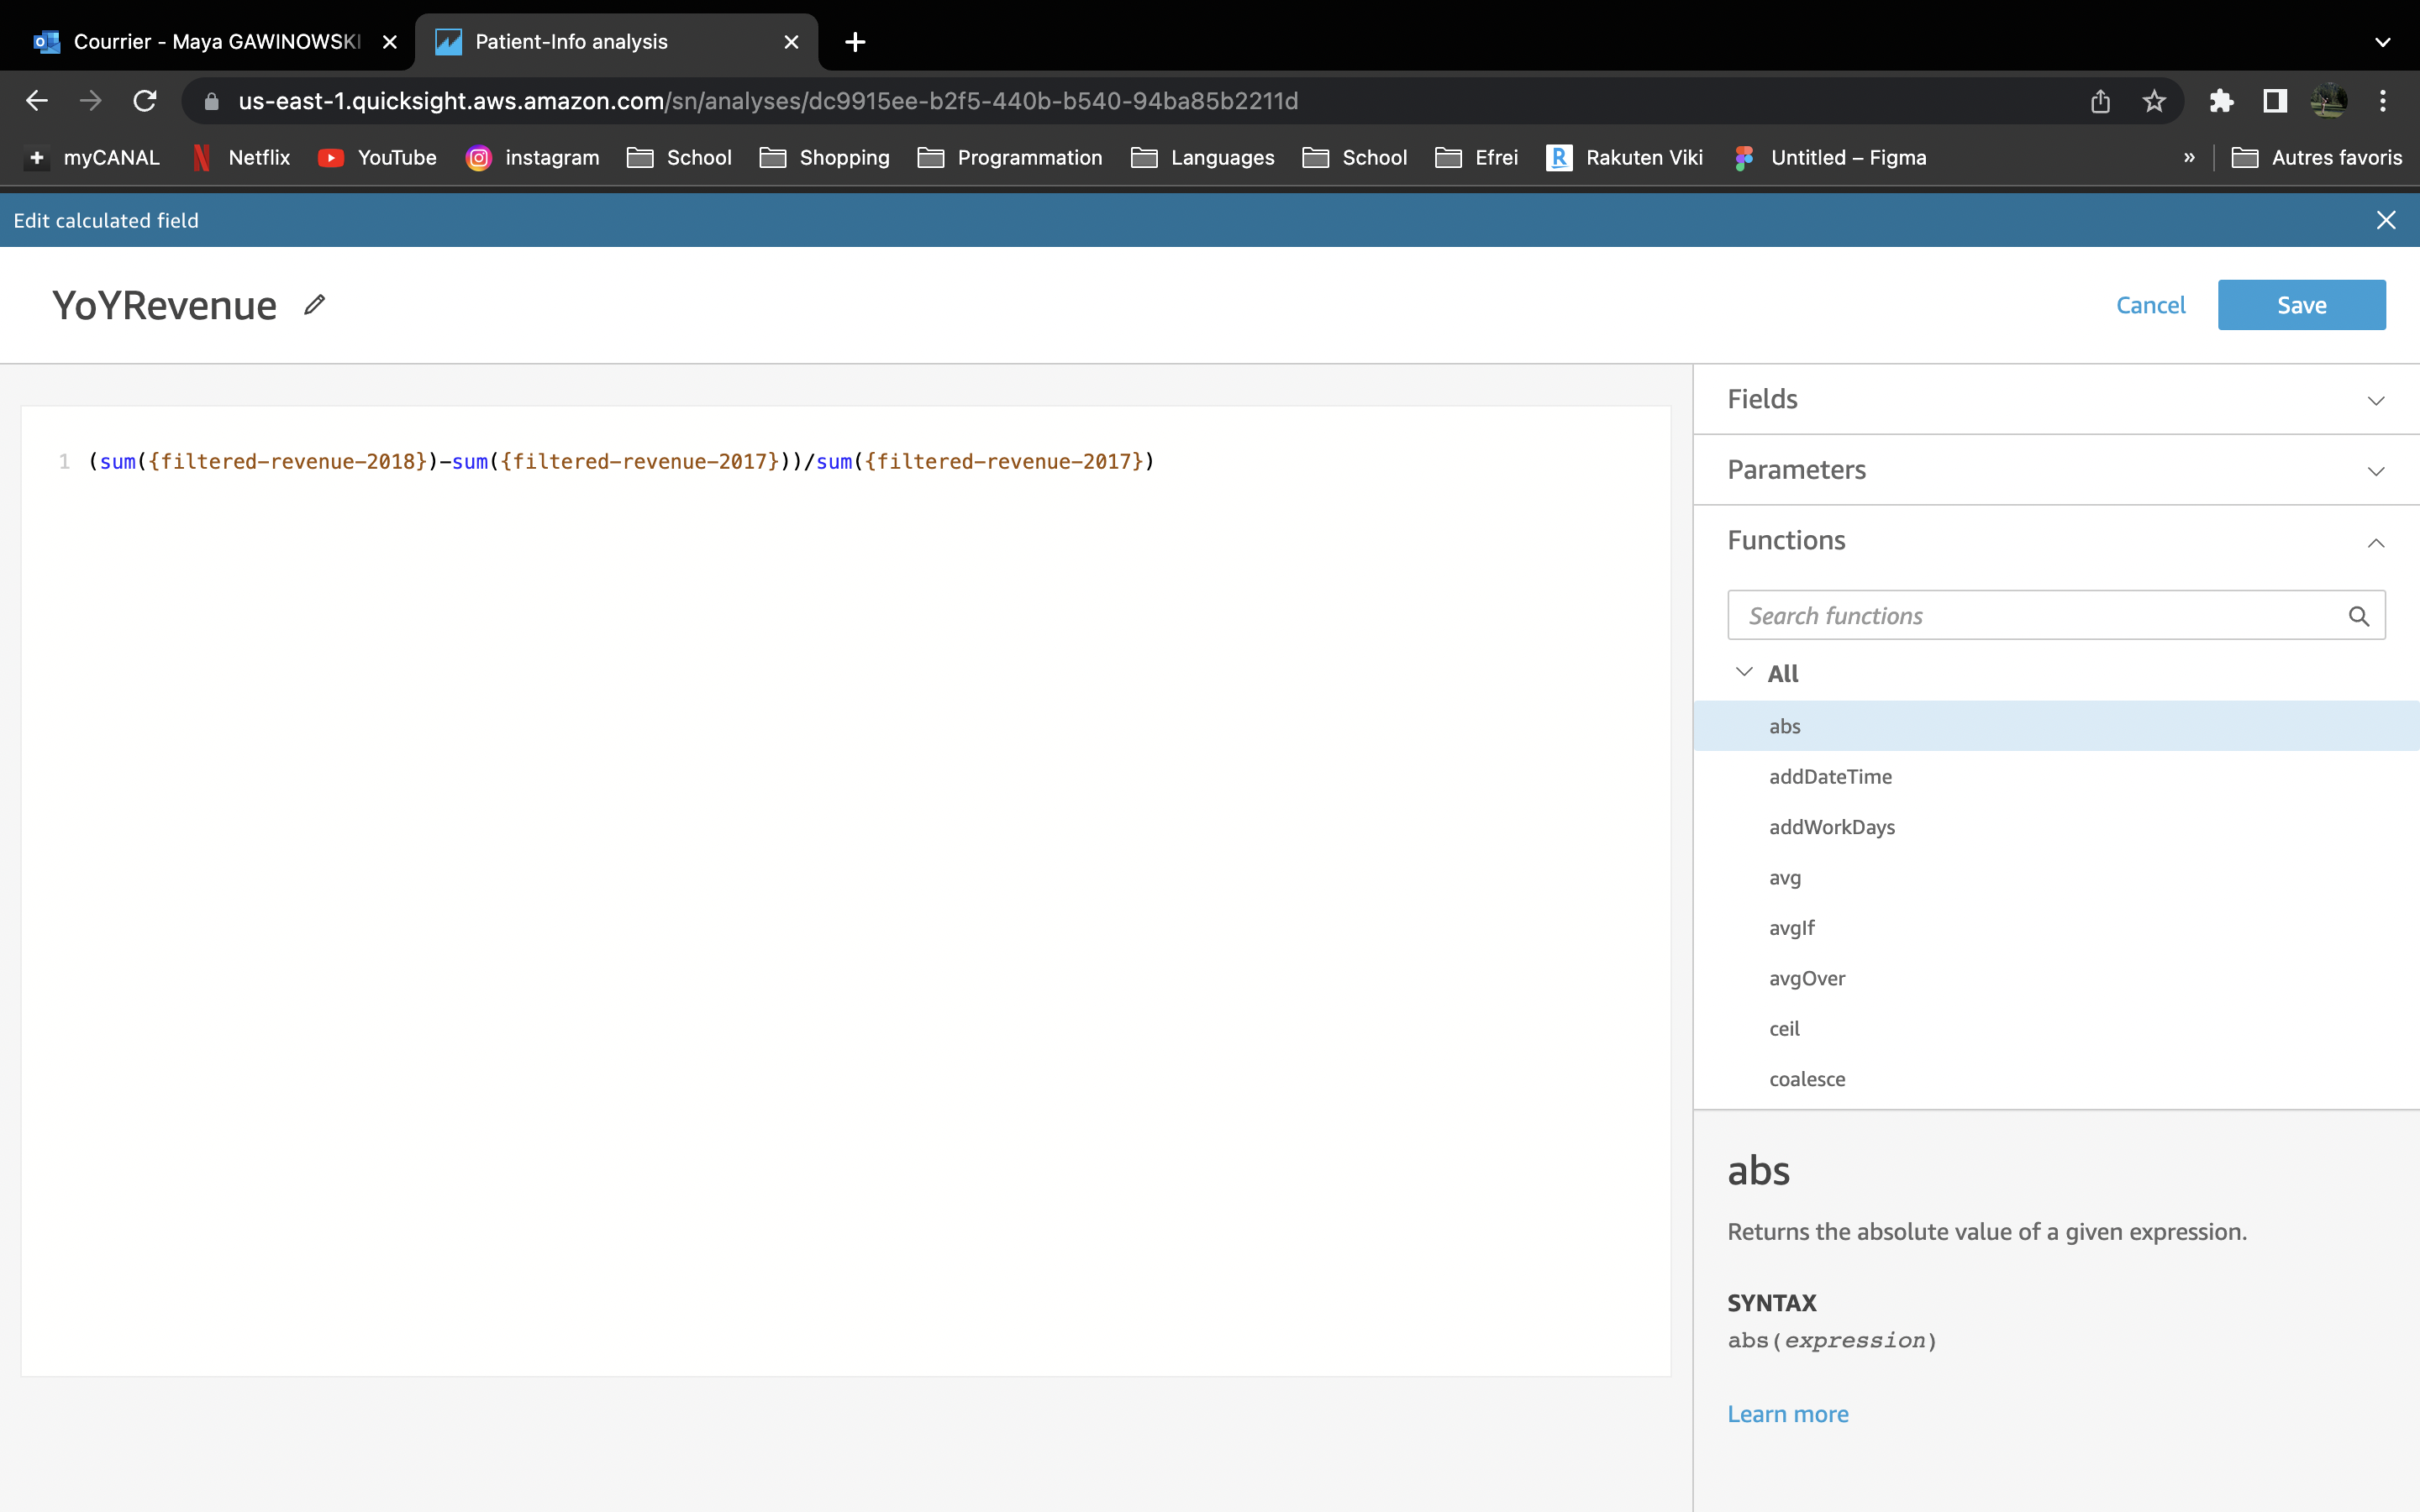 Courrier - Maya GAWINOWSKI
Patient-Info analysis
us-east-1.quicksight.aws.amazon.com/sn/analyses/dc9915ee-b2f5-440b-b540-94ba85b2211d
myCANAL Netflix YouTube instagram School Shopping Programmation Languages School Efrei Rakuten Viki Untitled – Figma » Autres favoris
Edit calculated field
YoYRevenue
Cancel Save
1 (sum({filtered-revenue-2018})-sum({filtered-revenue-2017}))/sum({filtered-revenue-2017})
Fields
Parameters
Functions
Search functions
All
abs
addDateTime
addWorkDays
avg
avgIf
avgOver
ceil
coalesce
abs
Returns the absolute value of a given expression.
SYNTAX
abs(expression)
Learn more